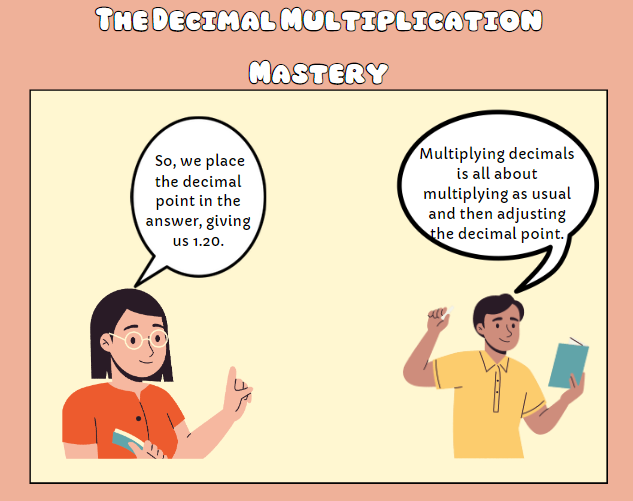 The Decimal Multiplication
Mastery
So, we place
the decimal
point in the
answer, giving
us 1.20.
Multiplying decimals
is all about
multiplying as usual
and then adjusting
the decimal point.